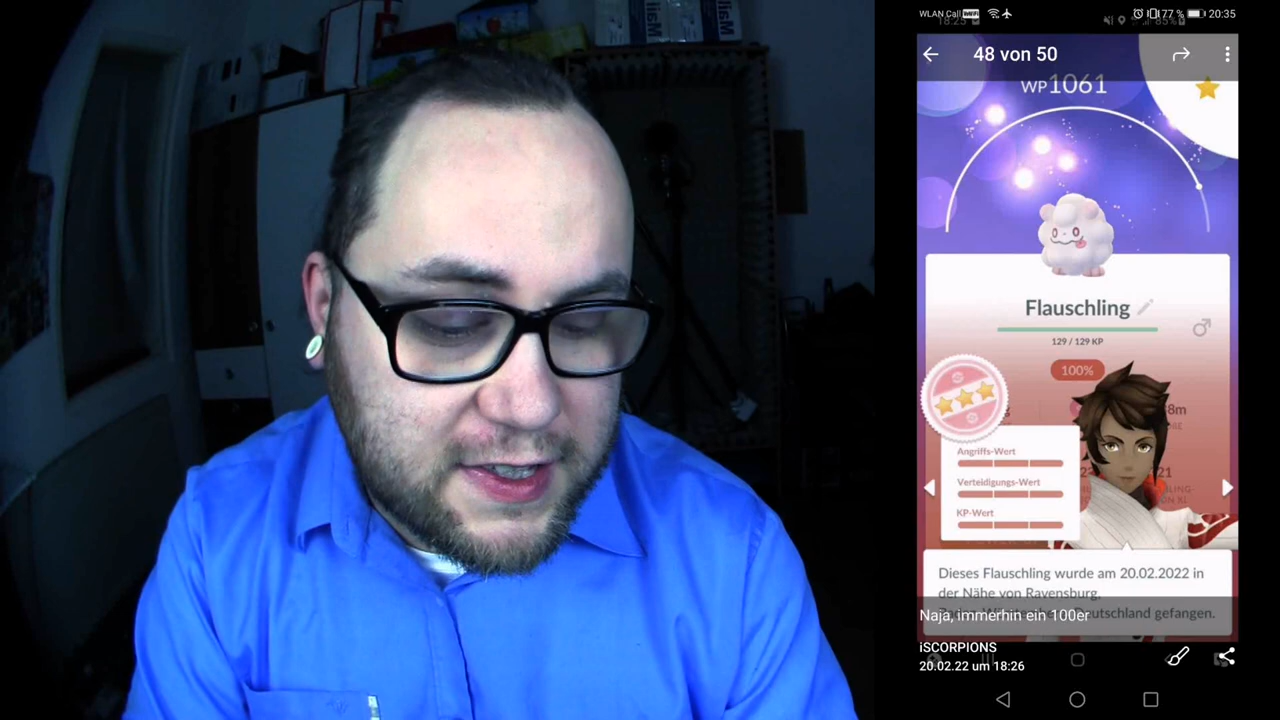 WLAN Call
77 %
20:35
48 von 50
WP1061
Flauschling
129 / 129 KP
100%
8m
Angriffs-Wert
Verteidigungs-Wert
KP-Wert
21
Dieses Flauschling wurde am 20.02.2022 in
der Nähe von Ravensburg,
Deutschland gefangen.
Naja, immerhin ein 100er
iSCORPIONS
20.02.22 um 18:26